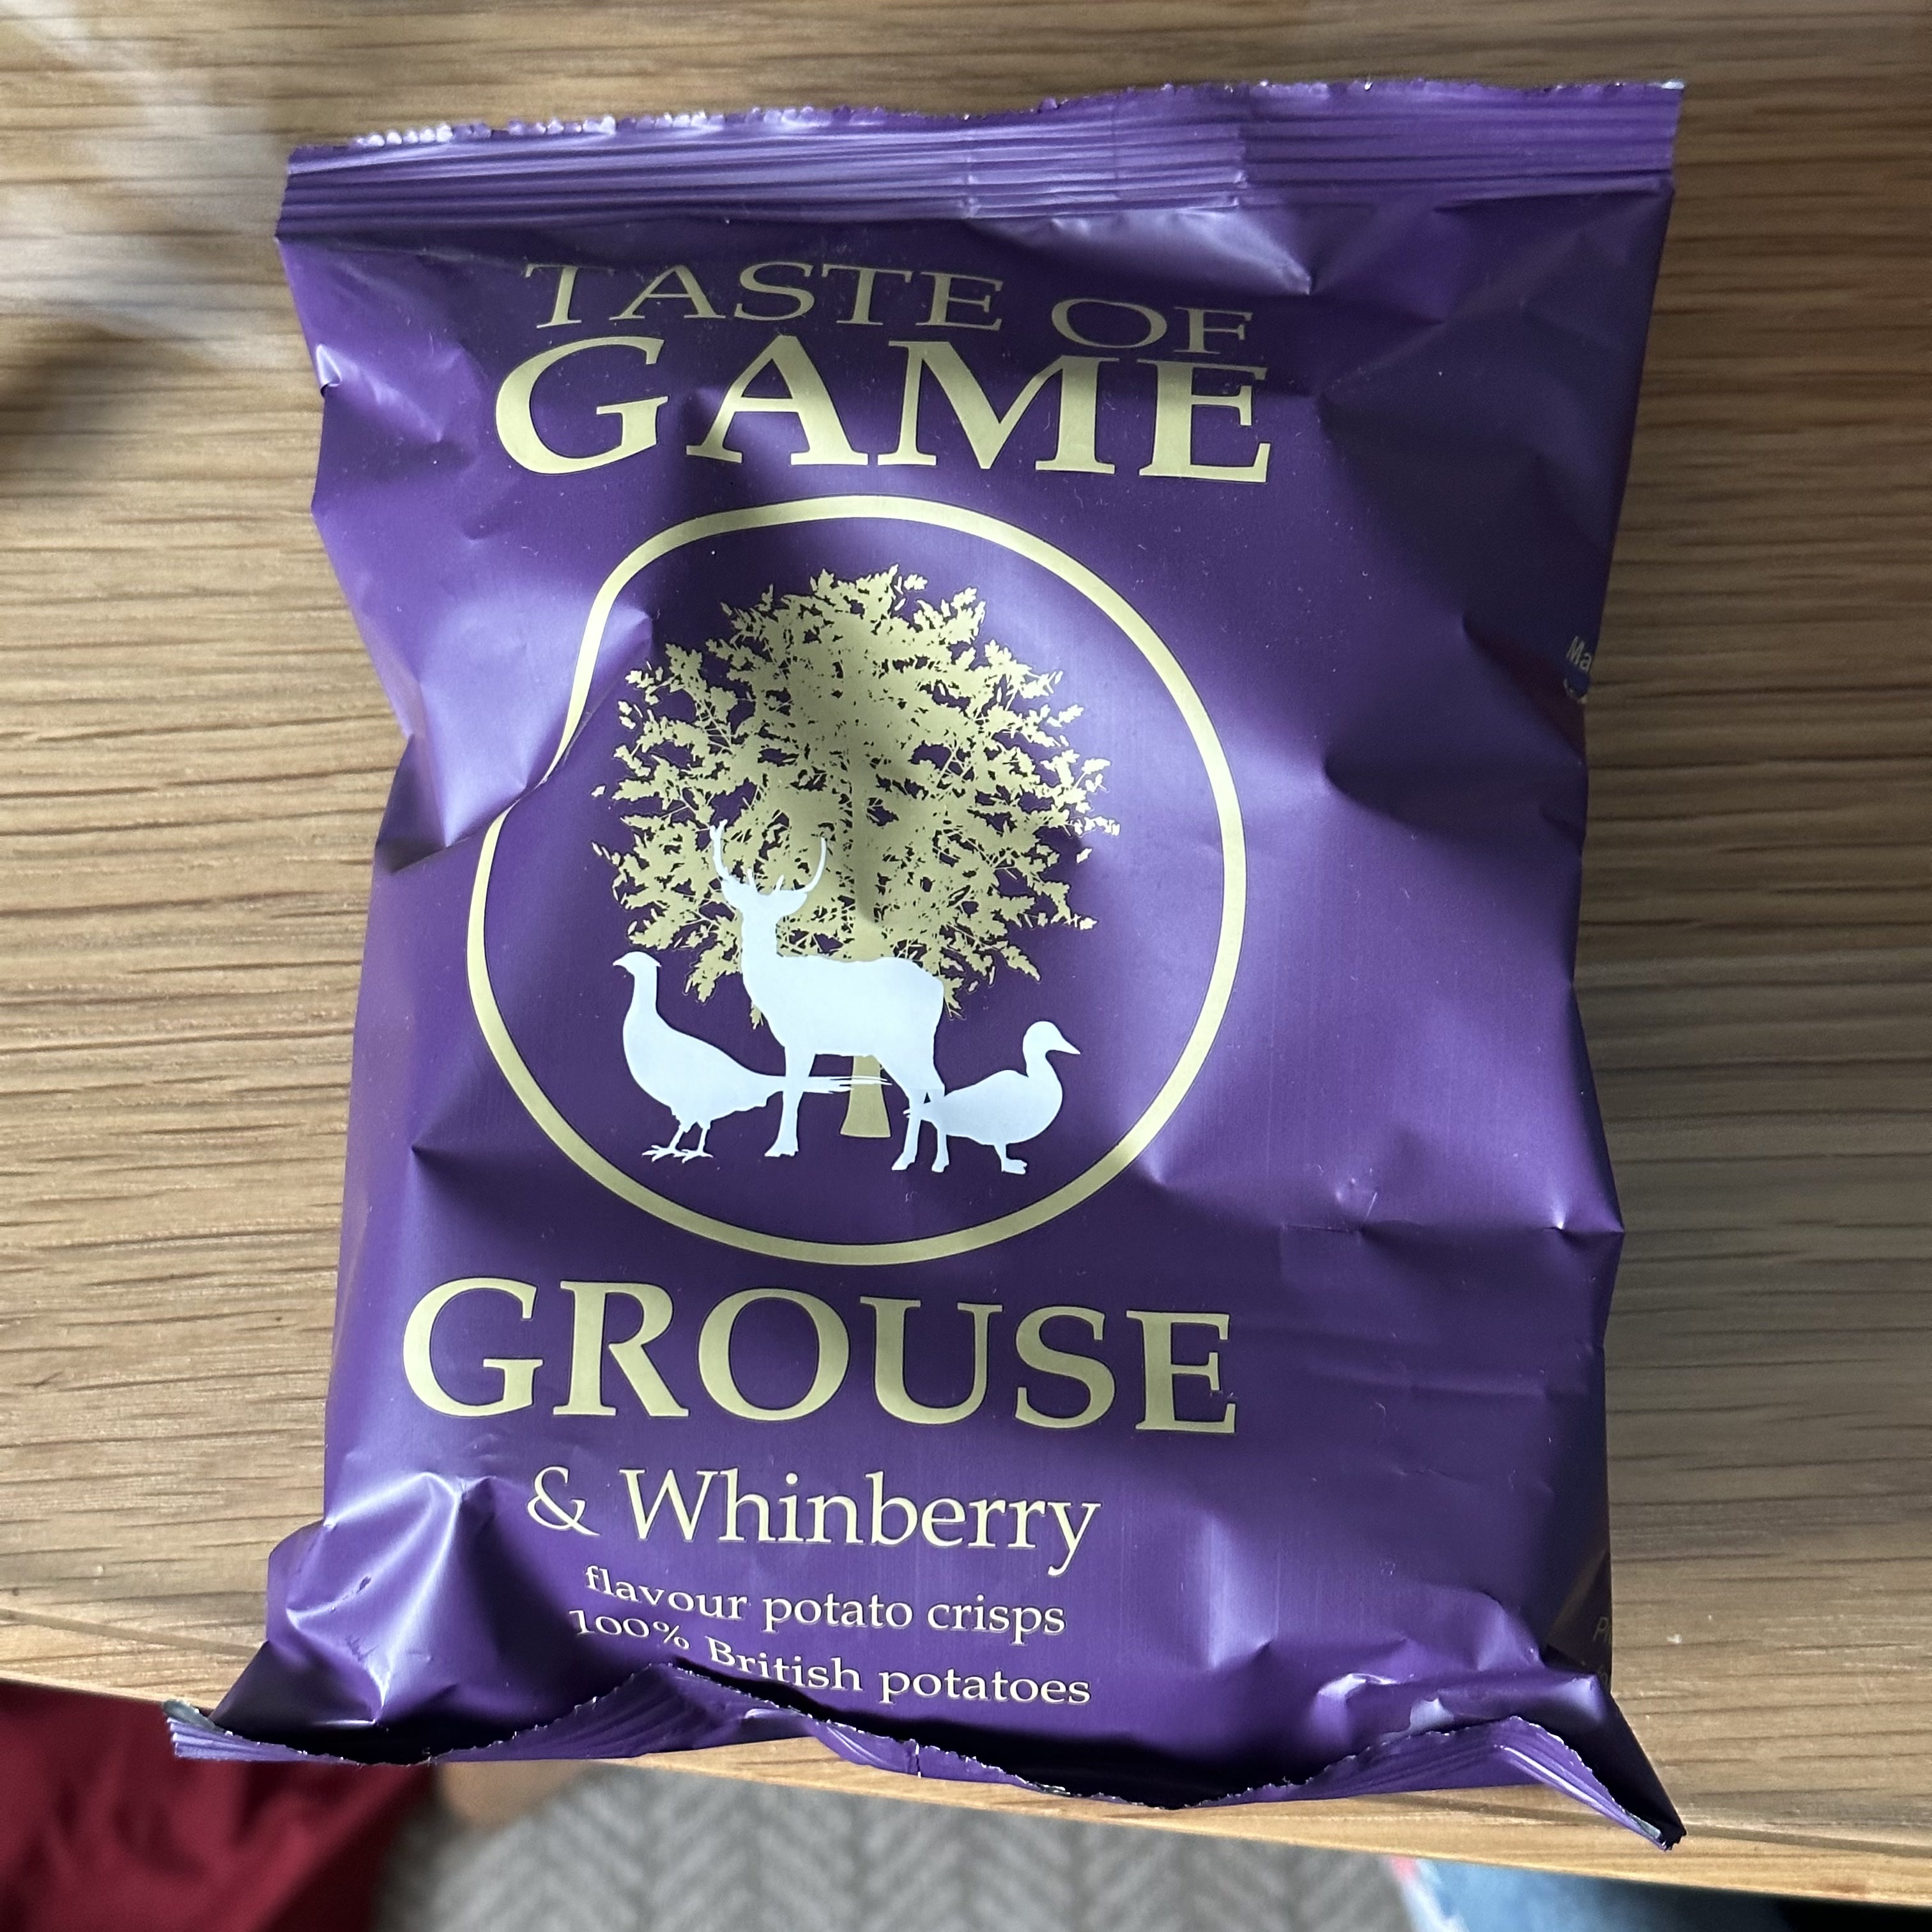 TASTE OF
GAME
GROUSE
& Whinberry
flavour potato crisps
100% British potatoes